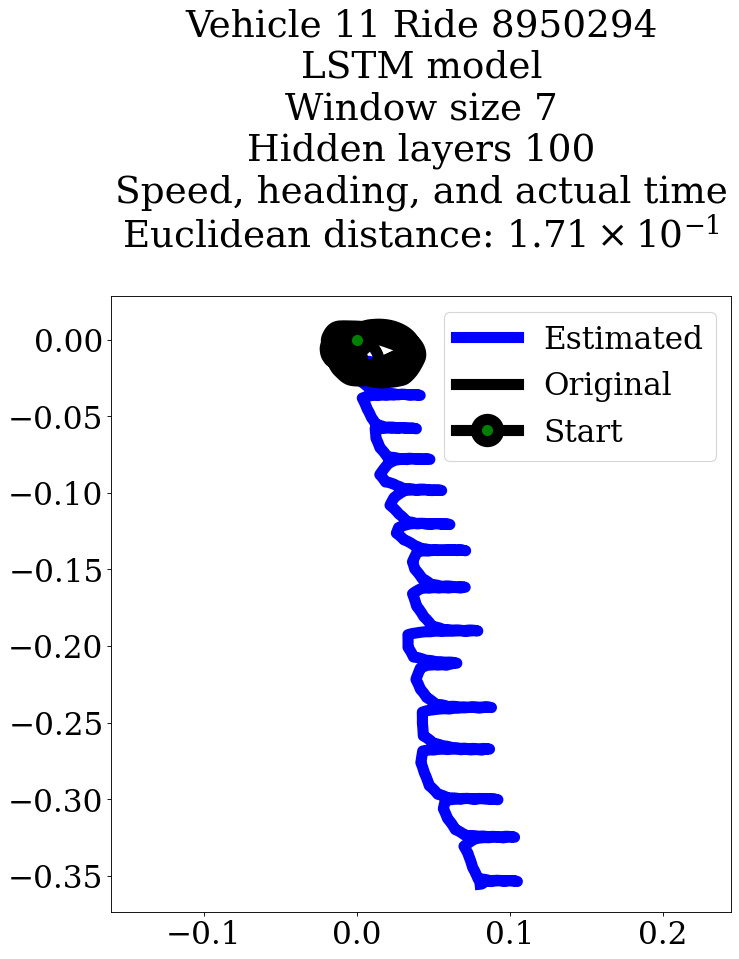 Vehicle 11 Ride 8950294
LSTM model
Window size 7
Hidden layers 100
Speed, heading, and actual time
Euclidean distance: 1.71 × 10⁻¹
Estimated
Original
Start
0.00
−0.05
−0.10
−0.15
−0.20
−0.25
−0.30
−0.35
−0.1 0.0 0.1 0.2